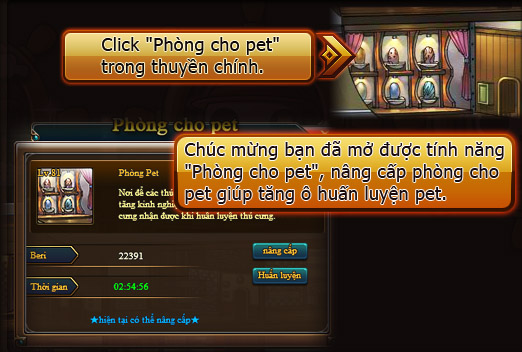 Click "Phòng cho pet"
trong thuyền chính.
Phòng cho pet
Chúc mừng bạn đã mở được tính năng
"Phòng cho pet", nâng cấp phòng cho
pet giúp tăng ô huấn luyện pet.
Lv 81
Phòng Pet
Nơi để các thú
tăng kinh nghiệ
cưng nhận được khi huấn luyện thú cưng.
Beri 22391 nâng cấp
Huấn luyện
Thời gian 02:54:56
★hiện tại có thể nâng cấp★